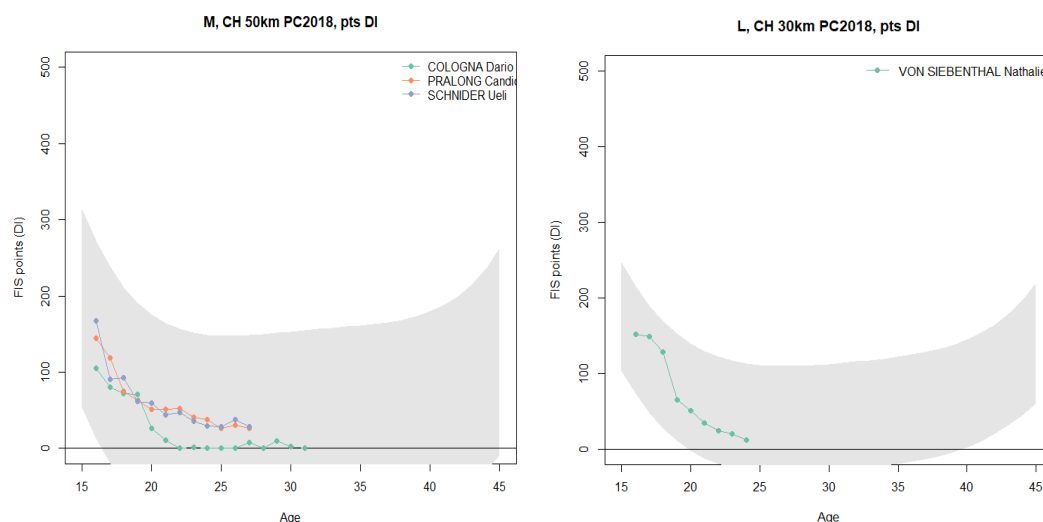 M, CH 50km PC2018, pts DI
COLOGNA Dario
PRALONG Candic
SCHNIDER Ueli
500
400
300
200
100
0
FIS points (DI)
15 20 25 30 35 40 45
Age
L, CH 30km PC2018, pts DI
VON SIEBENTHAL Nathalie
500
400
300
200
100
0
FIS points (DI)
15 20 25 30 35 40 45
Age